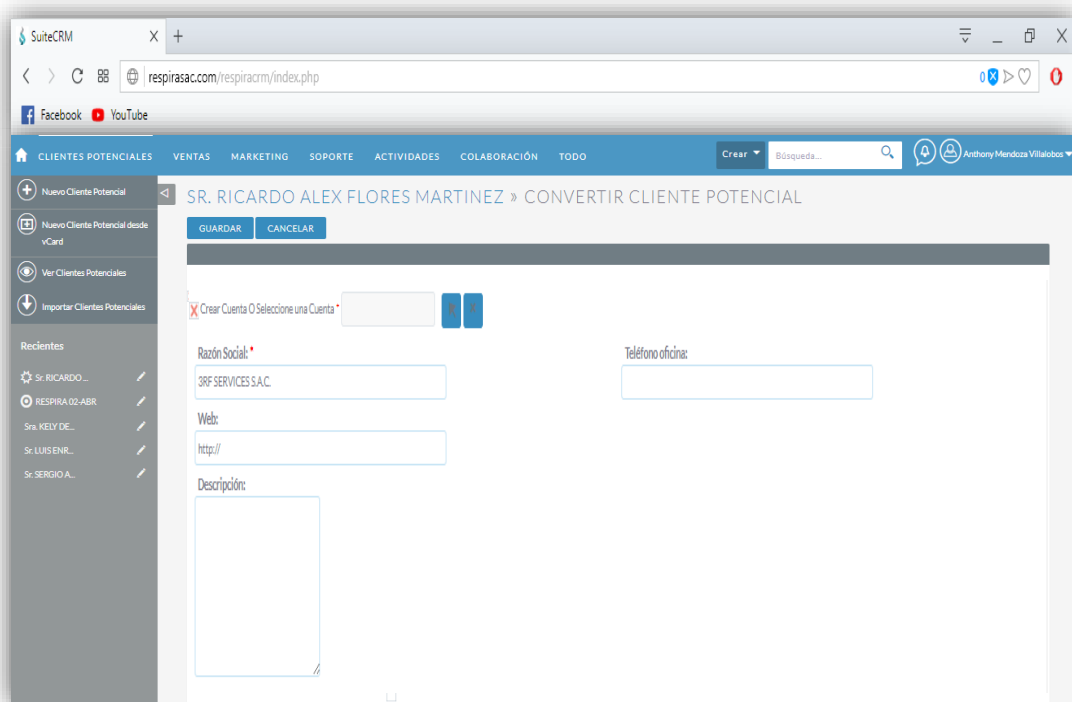 SuiteCRM
respirasac.com/respiracrm/index.php
0
Facebook YouTube
CLIENTES POTENCIALES VENTAS MARKETING SOPORTE ACTIVIDADES COLABORACIÓN TODO Crear Búsqueda... Anthony Mendoza Villalobos
Nuevo Cliente Potencial
Nuevo Cliente Potencial desde
vCard
Ver Clientes Potenciales
Importar Clientes Potenciales
Recientes
Sr. RICARDO ...
RESPIRA 02-ABR
Sra. KELY DE...
Sr. LUIS ENR...
Sr. SERGIO A...
SR. RICARDO ALEX FLORES MARTINEZ » CONVERTIR CLIENTE POTENCIAL
GUARDAR CANCELAR
Crear Cuenta O Seleccione una Cuenta *
Razón Social: * Teléfono oficina:
3RF SERVICES S.A.C.
Web:
http://
Descripción: